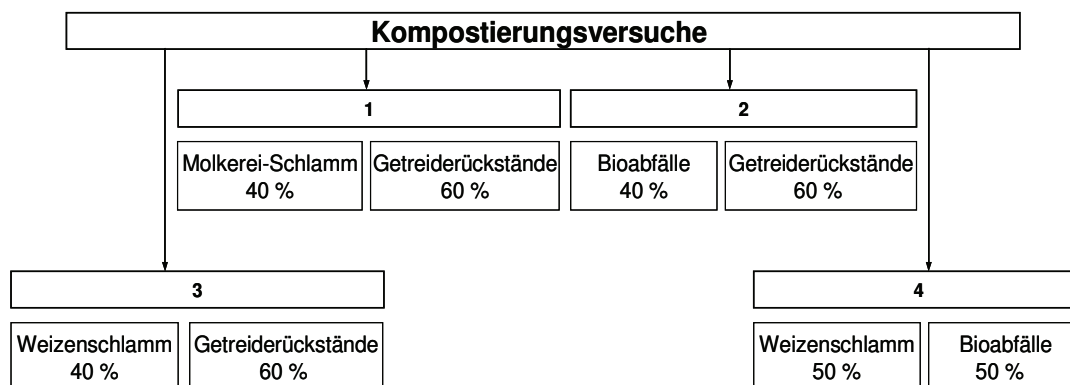 Kompostierungsversuche
1
2
Molkerei-Schlamm
40 %
Getreiderückstände
60 %
Bioabfälle
40 %
Getreiderückstände
60 %
3
4
Weizenschlamm
40 %
Getreiderückstände
60 %
Weizenschlamm
50 %
Bioabfälle
50 %